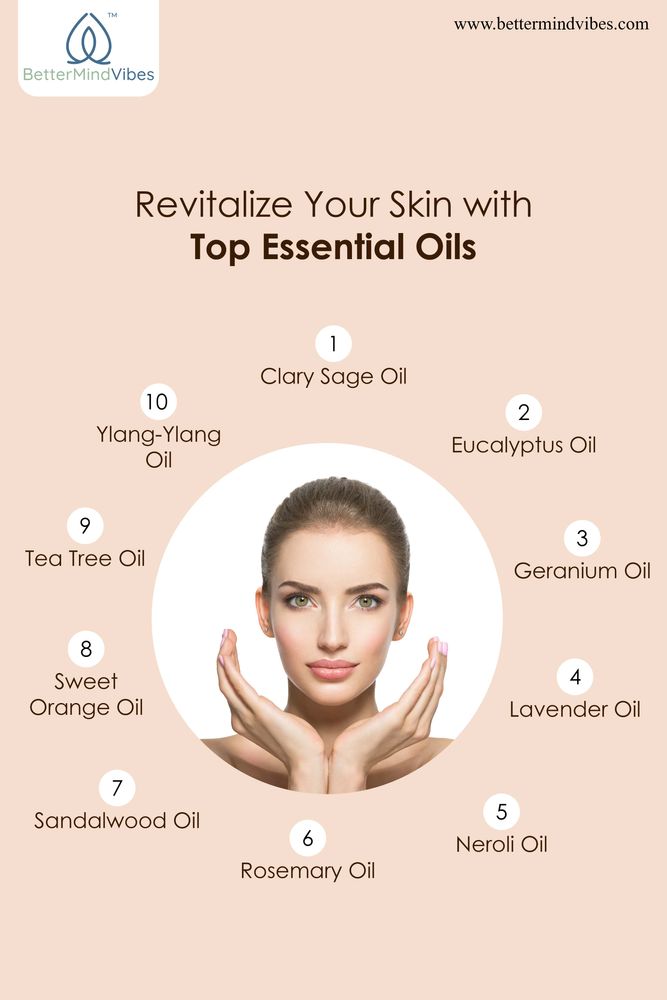 BetterMindVibes™
www.bettermindvibes.com
Revitalize Your Skin with
Top Essential Oils
1
Clary Sage Oil
2
Eucalyptus Oil
3
Geranium Oil
4
Lavender Oil
5
Neroli Oil
6
Rosemary Oil
7
Sandalwood Oil
8
Sweet
Orange Oil
9
Tea Tree Oil
10
Ylang-Ylang
Oil